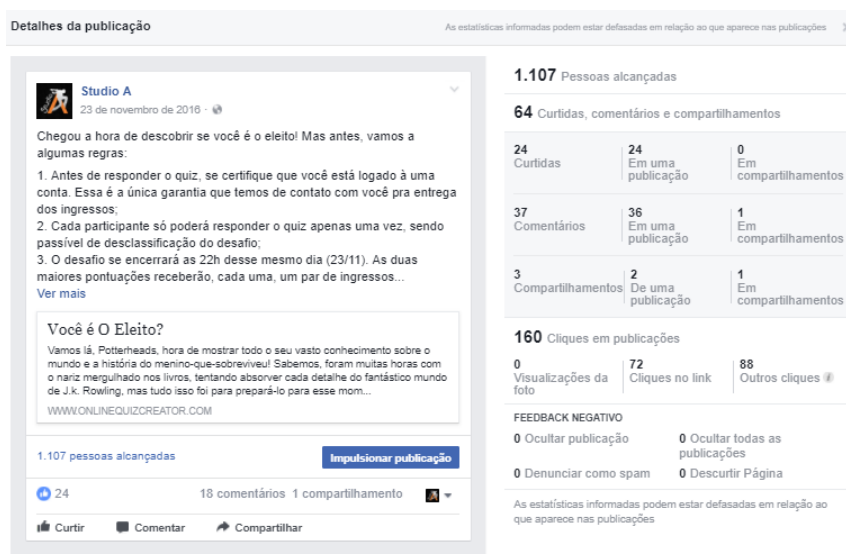 Detalhes da publicação
As estatísticas informadas podem estar defasadas em relação ao que aparece nas publicações
Studio A
23 de novembro de 2016 ·
Chegou a hora de descobrir se você é o eleito! Mas antes, vamos a
algumas regras:
1. Antes de responder o quiz, se certifique que você está logado à uma
conta. Essa é a única garantia que temos de contato com você pra entrega
dos ingressos;
2. Cada participante só poderá responder o quiz apenas uma vez, sendo
passível de desclassificação do desafio;
3. O desafio se encerrará as 22h desse mesmo dia (23/11). As duas
maiores pontuações receberão, cada uma, um par de ingressos...
Ver mais
Você é O Eleito?
Vamos lá, Potterheads, hora de mostrar todo o seu vasto conhecimento sobre o
mundo e a história do menino-que-sobreviveu! Sabemos, foram muitas horas com
o nariz mergulhado nos livros, tentando absorver cada detalhe do fantástico mundo
de J.k. Rowling, mas tudo isso foi para prepará-lo para esse mom...
WWW.ONLINEQUIZCREATOR.COM
1.107 pessoas alcançadas
Impulsionar publicação
24
18 comentários 1 compartilhamento
Curtir Comentar Compartilhar
1.107 Pessoas alcançadas
64 Curtidas, comentários e compartilhamentos
24
Curtidas
24
Em uma
publicação
0
Em
compartilhamentos
37
Comentários
36
Em uma
publicação
1
Em
compartilhamentos
3
Compartilhamentos
2
De uma
publicação
1
Em
compartilhamentos
160 Cliques em publicações
0
Visualizações da
foto
72
Cliques no link
88
Outros cliques
FEEDBACK NEGATIVO
0 Ocultar publicação
0 Ocultar todas as
publicações
0 Denunciar como spam
0 Descurtir Página
As estatísticas informadas podem estar defasadas em relação ao
que aparece nas publicações